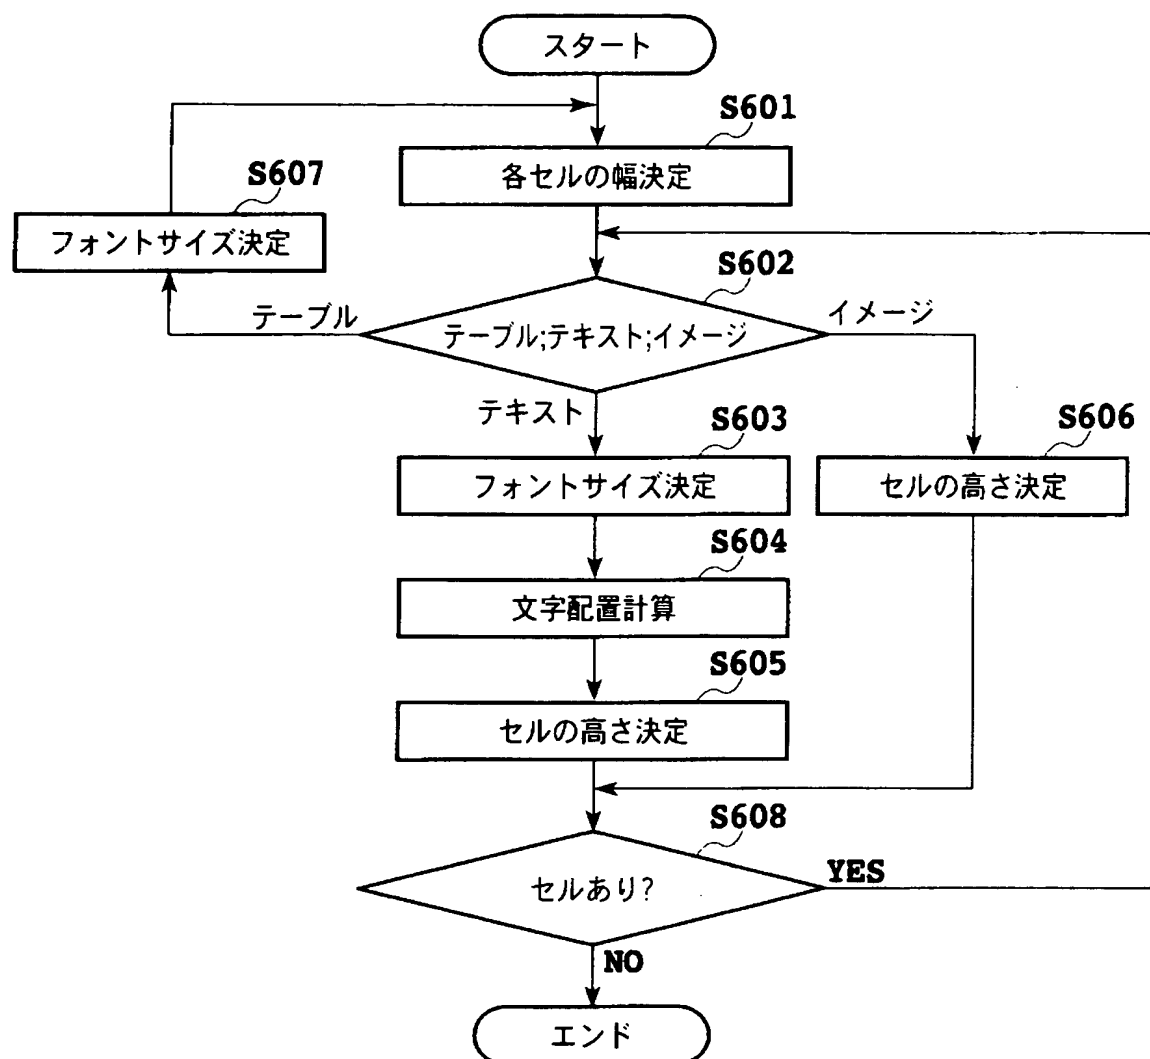 スタート
S601
各セルの幅決定
S607
フォントサイズ決定
S602
テーブル
テーブル;テキスト;イメージ
イメージ
テキスト
S603
フォントサイズ決定
S606
セルの高さ決定
S604
文字配置計算
S605
セルの高さ決定
S608
セルあり?
YES
NO
エンド